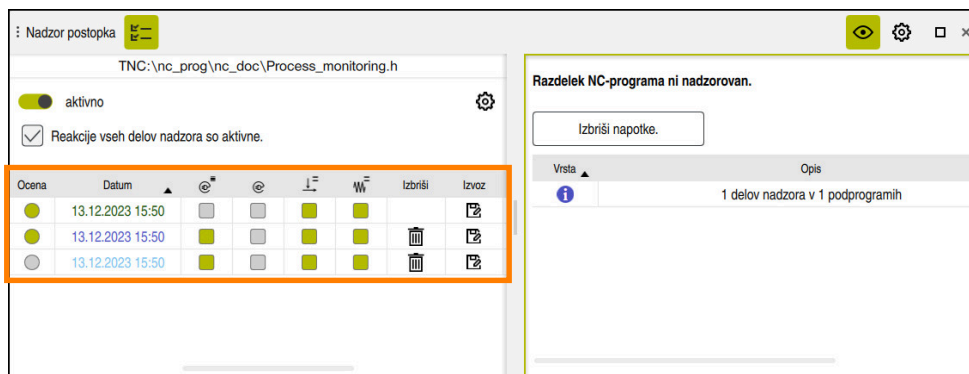 Nadzor postopka
TNC:\nc_prog\nc_doc\Process_monitoring.h
aktivno
Reakcije vseh delov nadzora so aktivne.
Ocena Datum Izbriši Izvoz
13.12.2023 15:50
13.12.2023 15:50
13.12.2023 15:50
Razdelek NC-programa ni nadzorovan.
Izbriši napotke.
Vrsta Opis
1 delov nadzora v 1 podprogramih